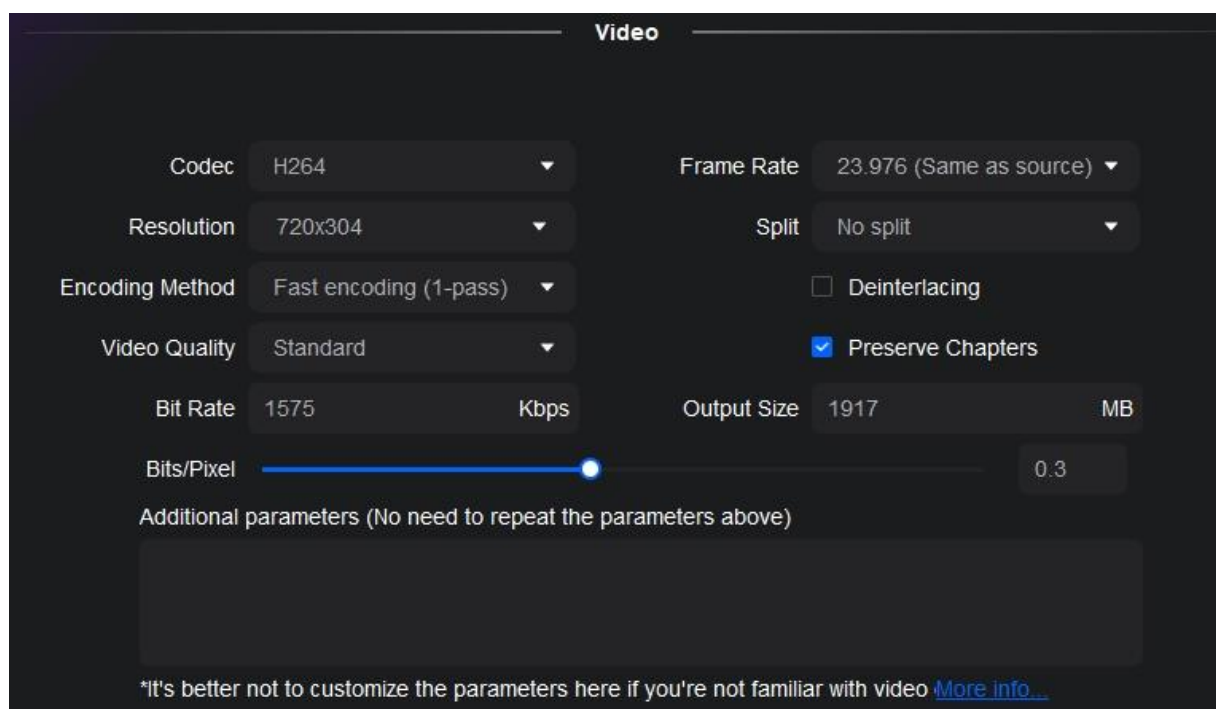 Video
Codec H264 Frame Rate 23.976 (Same as source)
Resolution 720x304 Split No split
Encoding Method Fast encoding (1-pass) Deinterlacing
Video Quality Standard Preserve Chapters
Bit Rate 1575 Kbps Output Size 1917 MB
Bits/Pixel 0.3
Additional parameters (No need to repeat the parameters above)
*It's better not to customize the parameters here if you're not familiar with video More info...